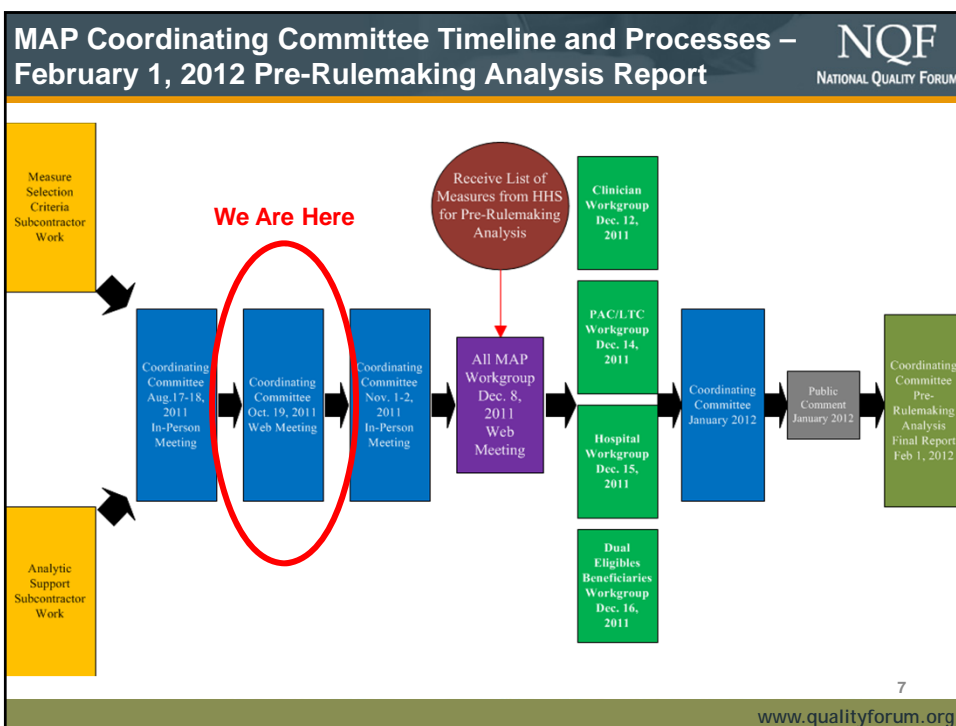 MAP Coordinating Committee Timeline and Processes –
February 1, 2012 Pre-Rulemaking Analysis Report
NQF
NATIONAL QUALITY FORUM
Measure
Selection
Criteria
Subcontractor
Work
Analytic
Support
Subcontractor
Work
Coordinating
Committee
Aug.17-18,
2011
In-Person
Meeting
We Are Here
Coordinating
Committee
Oct. 19, 2011
Web Meeting
Coordinating
Committee
Nov. 1-2,
2011
In-Person
Meeting
Receive List of
Measures from HHS
for Pre-Rulemaking
Analysis
All MAP
Workgroup
Dec. 8,
2011
Web
Meeting
Clinician
Workgroup
Dec. 12,
2011
PAC/LTC
Workgroup
Dec. 14,
2011
Hospital
Workgroup
Dec. 15,
2011
Dual
Eligibles
Beneficiaries
Workgroup
Dec. 16,
2011
Coordinating
Committee
January 2012
Public
Comment
January 2012
Coordinating
Committee
Pre-
Rulemaking
Analysis
Final Report
Feb 1, 2012
7
www.qualityforum.org